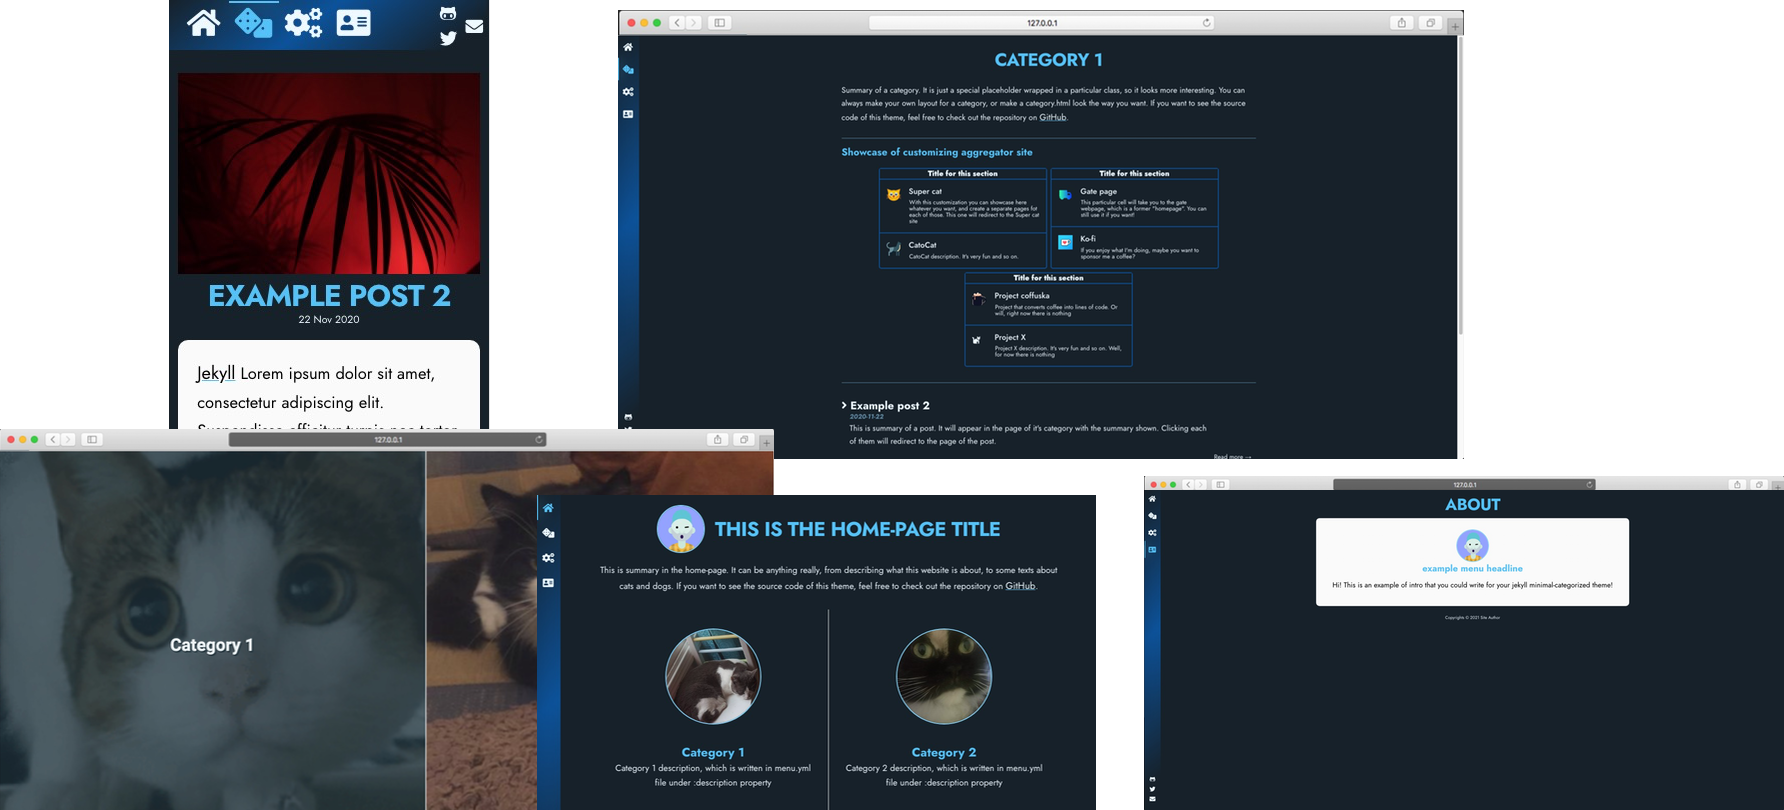 EXAMPLE POST 2
22 Nov 2020
Jekyll Lorem ipsum dolor sit amet,
consectetur adipiscing elit.
127.0.0.1
CATEGORY 1
Summary of a category. It is just a special placeholder wrapped in a particular class, so it looks more interesting. You can
always make your own layout for a category, or make a category.html look the way you want. If you want to see the source
code of this theme, feel free to check out the repository on GitHub.
Showcase of customizing aggregator site
Title for this section
Super cat
With this customization you can showcase here
whatever you want, and create a separate pages for
each of those. This one will redirect to the Super cat
site
CatoCat
CatoCat description. It's very fun and so on.
Title for this section
Gate page
This particular cell will take you to the gate
webpage, which is a former "homepage". You can
still use it if you want!
Ko-fi
If you enjoy what I'm doing, maybe you want to
sponsor me a coffee?
Title for this section
Project coffuska
Project that converts coffee into lines of code. Or
will, right now there is nothing
Project X
Project X description. It's very fun and so on. Well,
for now there is nothing
Example post 2
2020-11-22
This is summary of a post. It will appear in the page of it's category with the summary shown. Clicking each
of them will redirect to the page of the post.
Read more →
127.0.0.1
Category 1
THIS IS THE HOME-PAGE TITLE
This is summary in the home-page. It can be anything really, from describing what this website is about, to some texts about
cats and dogs. If you want to see the source code of this theme, feel free to check out the repository on GitHub.
Category 1
Category 1 description, which is written in menu.yml
file under :description property
Category 2
Category 2 description, which is written in menu.yml
file under :description property
127.0.0.1
ABOUT
example menu headline
Hi! This is an example of intro that you could write for your jekyll minimal-categorized theme!
Copyright © 2021 Site Author